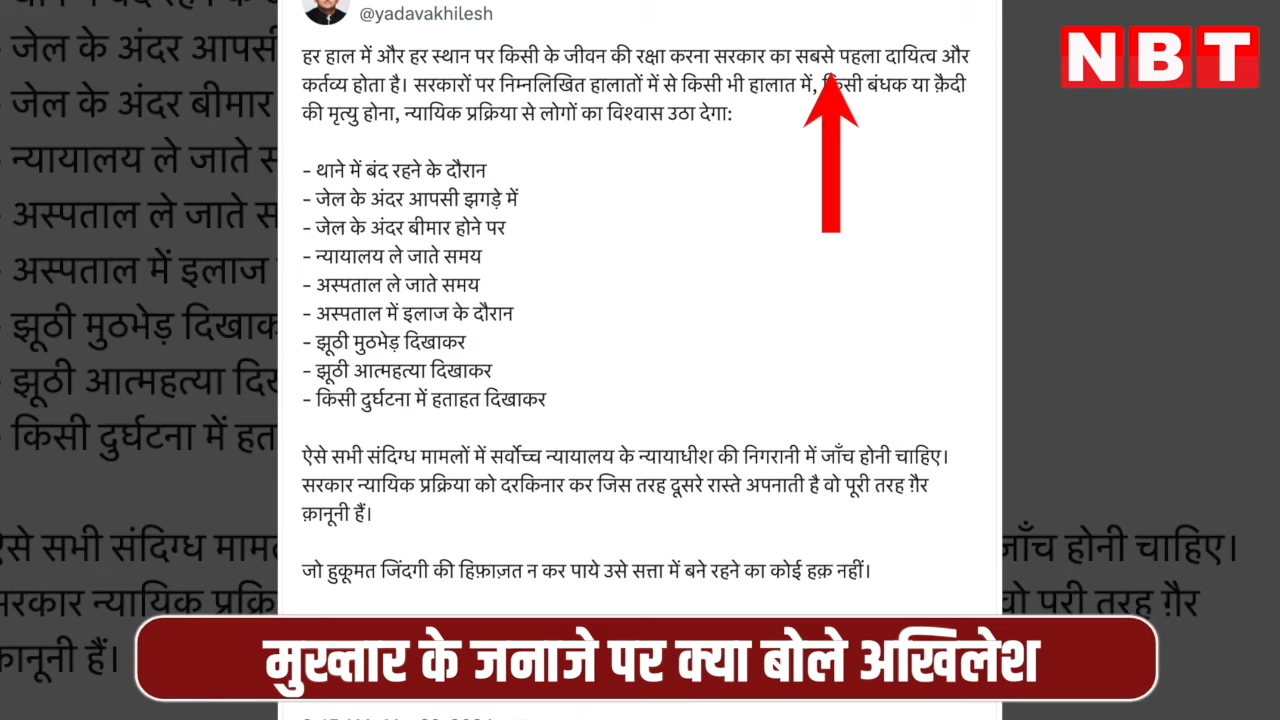 @yadavakhilesh
NBT
हर हाल में और हर स्थान पर किसी के जीवन की रक्षा करना सरकार का सबसे पहला दायित्व और
कर्तव्य होता है। सरकारों पर निम्नलिखित हालातों में से किसी भी हालात में, किसी बंधक या क़ैदी
की मृत्यु होना, न्यायिक प्रक्रिया से लोगों का विश्वास उठा देगा:
- थाने में बंद रहने के दौरान
- जेल के अंदर आपसी झगड़े में
- जेल के अंदर बीमार होने पर
- न्यायालय ले जाते समय
- अस्पताल ले जाते समय
- अस्पताल में इलाज के दौरान
- झूठी मुठभेड़ दिखाकर
- झूठी आत्महत्या दिखाकर
- किसी दुर्घटना में हताहत दिखाकर
ऐसे सभी संदिग्ध मामलों में सर्वोच्च न्यायालय के न्यायाधीश की निगरानी में जाँच होनी चाहिए।
सरकार न्यायिक प्रक्रिया को दरकिनार कर जिस तरह दूसरे रास्ते अपनाती है वो पूरी तरह ग़ैर
क़ानूनी हैं।
जो हुकूमत जिंदगी की हिफ़ाज़त न कर पाये उसे सत्ता में बने रहने का कोई हक़ नहीं।
मुख्तार के जनाजे पर क्या बोले अखिलेश